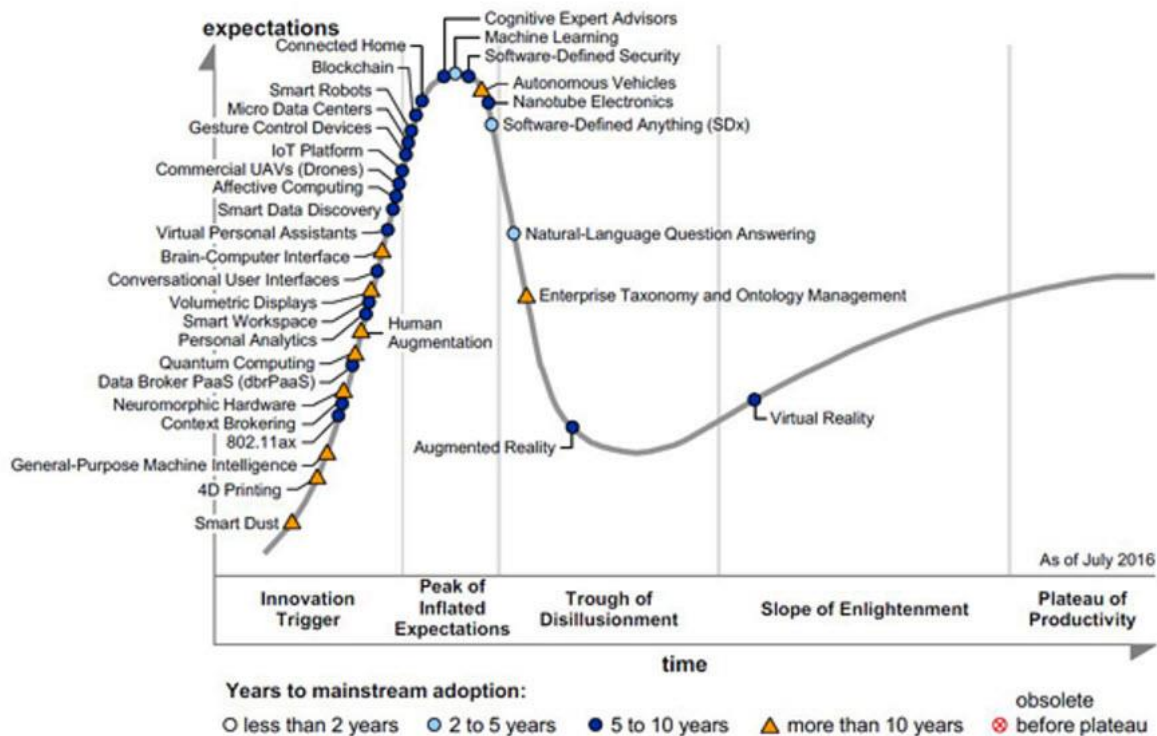 expectations
Cognitive Expert Advisors
Connected Home
Machine Learning
Blockchain
Software-Defined Security
Smart Robots
Autonomous Vehicles
Micro Data Centers
Nanotube Electronics
Gesture Control Devices
Software-Defined Anything (SDx)
IoT Platform
Commercial UAVs (Drones)
Affective Computing
Smart Data Discovery
Virtual Personal Assistants
Natural-Language Question Answering
Brain-Computer Interface
Conversational User Interfaces
Volumetric Displays
Enterprise Taxonomy and Ontology Management
Smart Workspace
Human
Augmentation
Personal Analytics
Quantum Computing
Data Broker PaaS (dbrPaaS)
Neuromorphic Hardware
Context Brokering
802.11ax
Augmented Reality
Virtual Reality
General-Purpose Machine Intelligence
4D Printing
Smart Dust
As of July 2016
Innovation
Trigger
Peak of
Inflated
Expectations
Trough of
Disillusionment
Slope of Enlightenment
Plateau of
Productivity
time
Years to mainstream adoption:
less than 2 years
2 to 5 years
5 to 10 years
more than 10 years
obsolete
before plateau